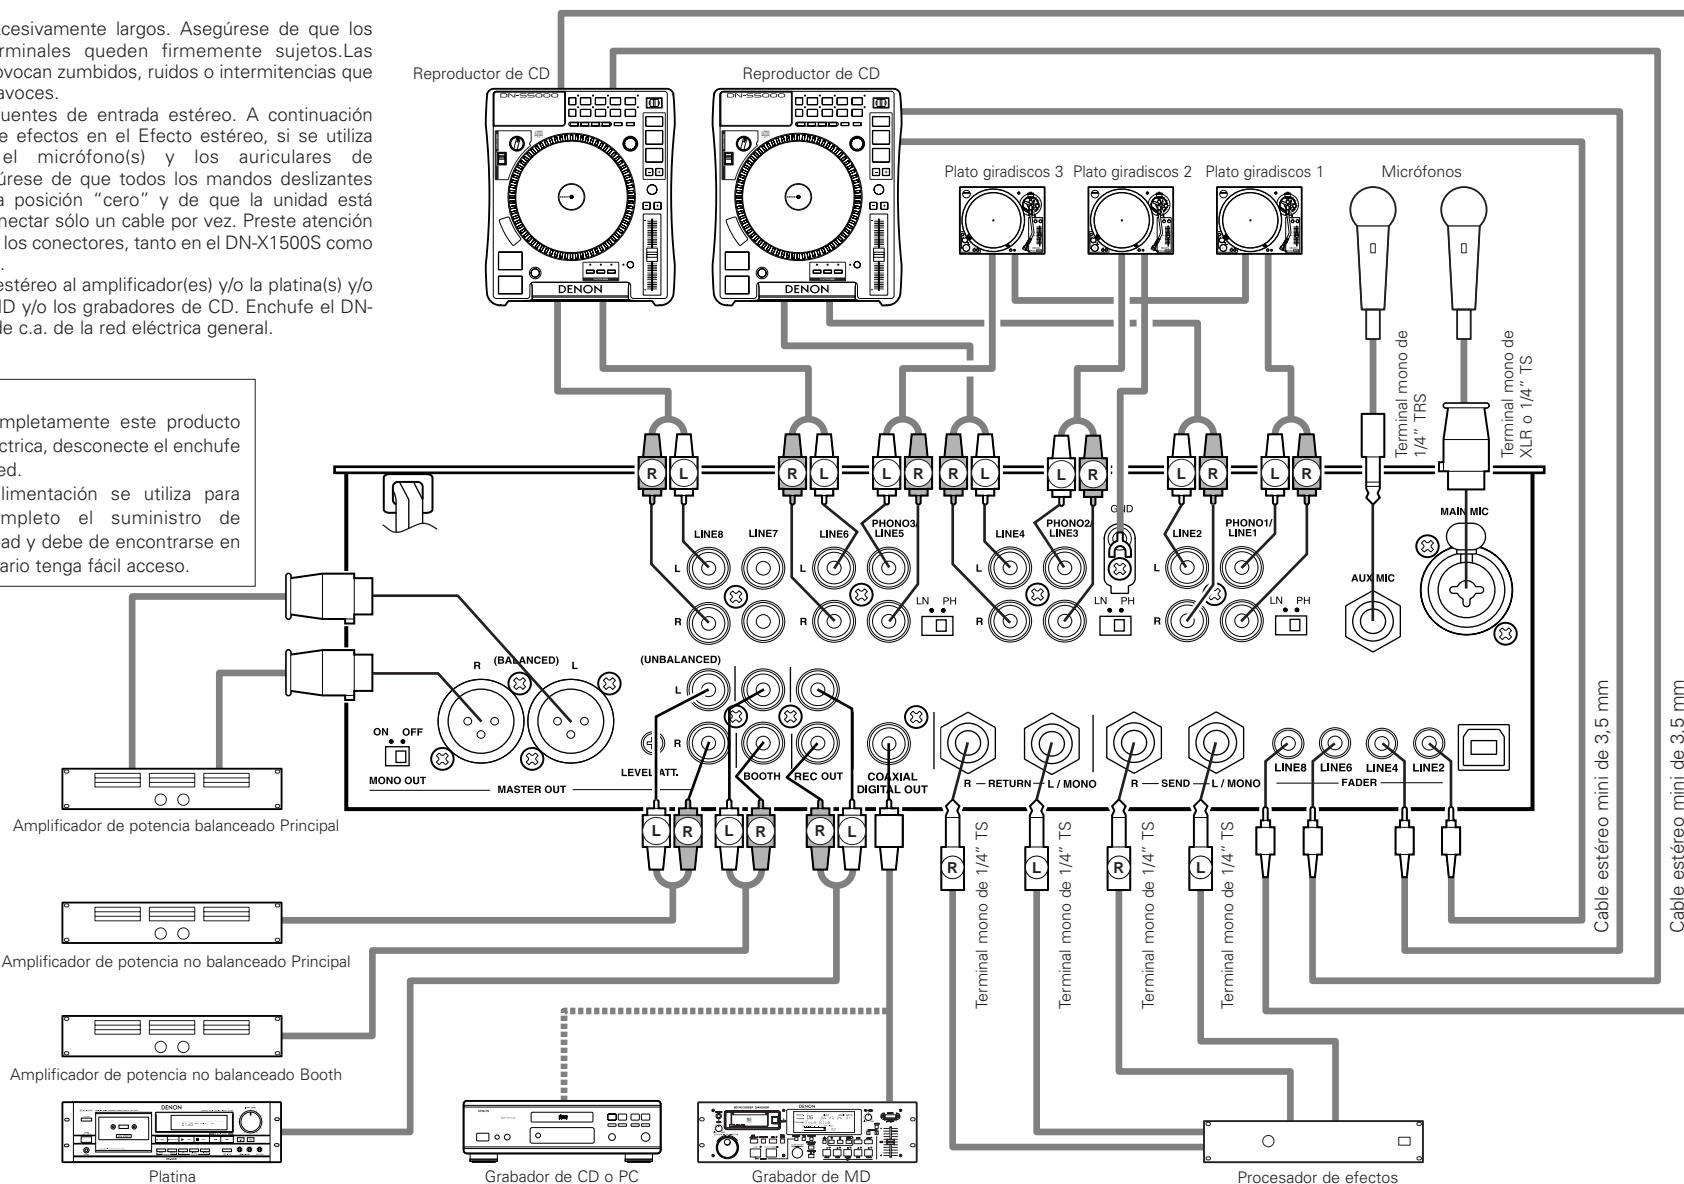 cesivamente largos. Asegúrese de que los
rminales queden firmemente sujetos.Las
ovocan zumbidos, ruidos o intermitencias que
avoces.
uentes de entrada estéreo. A continuación
e efectos en el Efecto estéreo, si se utiliza
el micrófono(s) y los auriculares de
úrese de que todos los mandos deslizantes
a posición “cero” y de que la unidad está
nectar sólo un cable por vez. Preste atención
los conectores, tanto en el DN-X1500S como
.
estéreo al amplificador(es) y/o la platina(s) y/o
ID y/o los grabadores de CD. Enchufe el DN-
de c.a. de la red eléctrica general.
mpletamente este producto
ctrica, desconecte el enchufe
ed.
limentación se utiliza para
mpleto el suministro de
ad y debe de encontrarse en
ario tenga fácil acceso.
Reproductor de CD
Reproductor de CD
DN-S5000
DN-S5000
DENON
DENON
Plato giradiscos 3
Plato giradiscos 2
Plato giradiscos 1
Micrófonos
Terminal mono de
1/4” TRS
Terminal mono de
XLR o 1/4” TS
R L R L L R R L L R L R L R
LINE8
LINE7
LINE6
PHONO3/
LINE5
LINE4
PHONO2/
LINE3
GND
LINE2
PHONO1/
LINE1
MAIN MIC
AUX MIC
L L L L
LN PH
LN PH
LN PH
R R R R
R (BALANCED) L
(UNBALANCED)
L
R
ON OFF
MONO OUT
MASTER OUT
LEVEL ATT.
BOOTH
REC OUT
COAXIAL
DIGITAL OUT
R — RETURN — L / MONO
R — SEND — L / MONO
LINE8
LINE6
LINE4
LINE2
FADER
L R L R R L
R L R L
Terminal mono de 1/4” TS
Terminal mono de 1/4” TS
Terminal mono de 1/4” TS
Terminal mono de 1/4” TS
Cable estéreo mini de 3,5 mm
Cable estéreo mini de 3.5 mm
Amplificador de potencia balanceado Principal
Amplificador de potencia no balanceado Principal
Amplificador de potencia no balanceado Booth
DENON
DENON
Platina
Grabador de CD o PC
Grabador de MD
Procesador de efectos